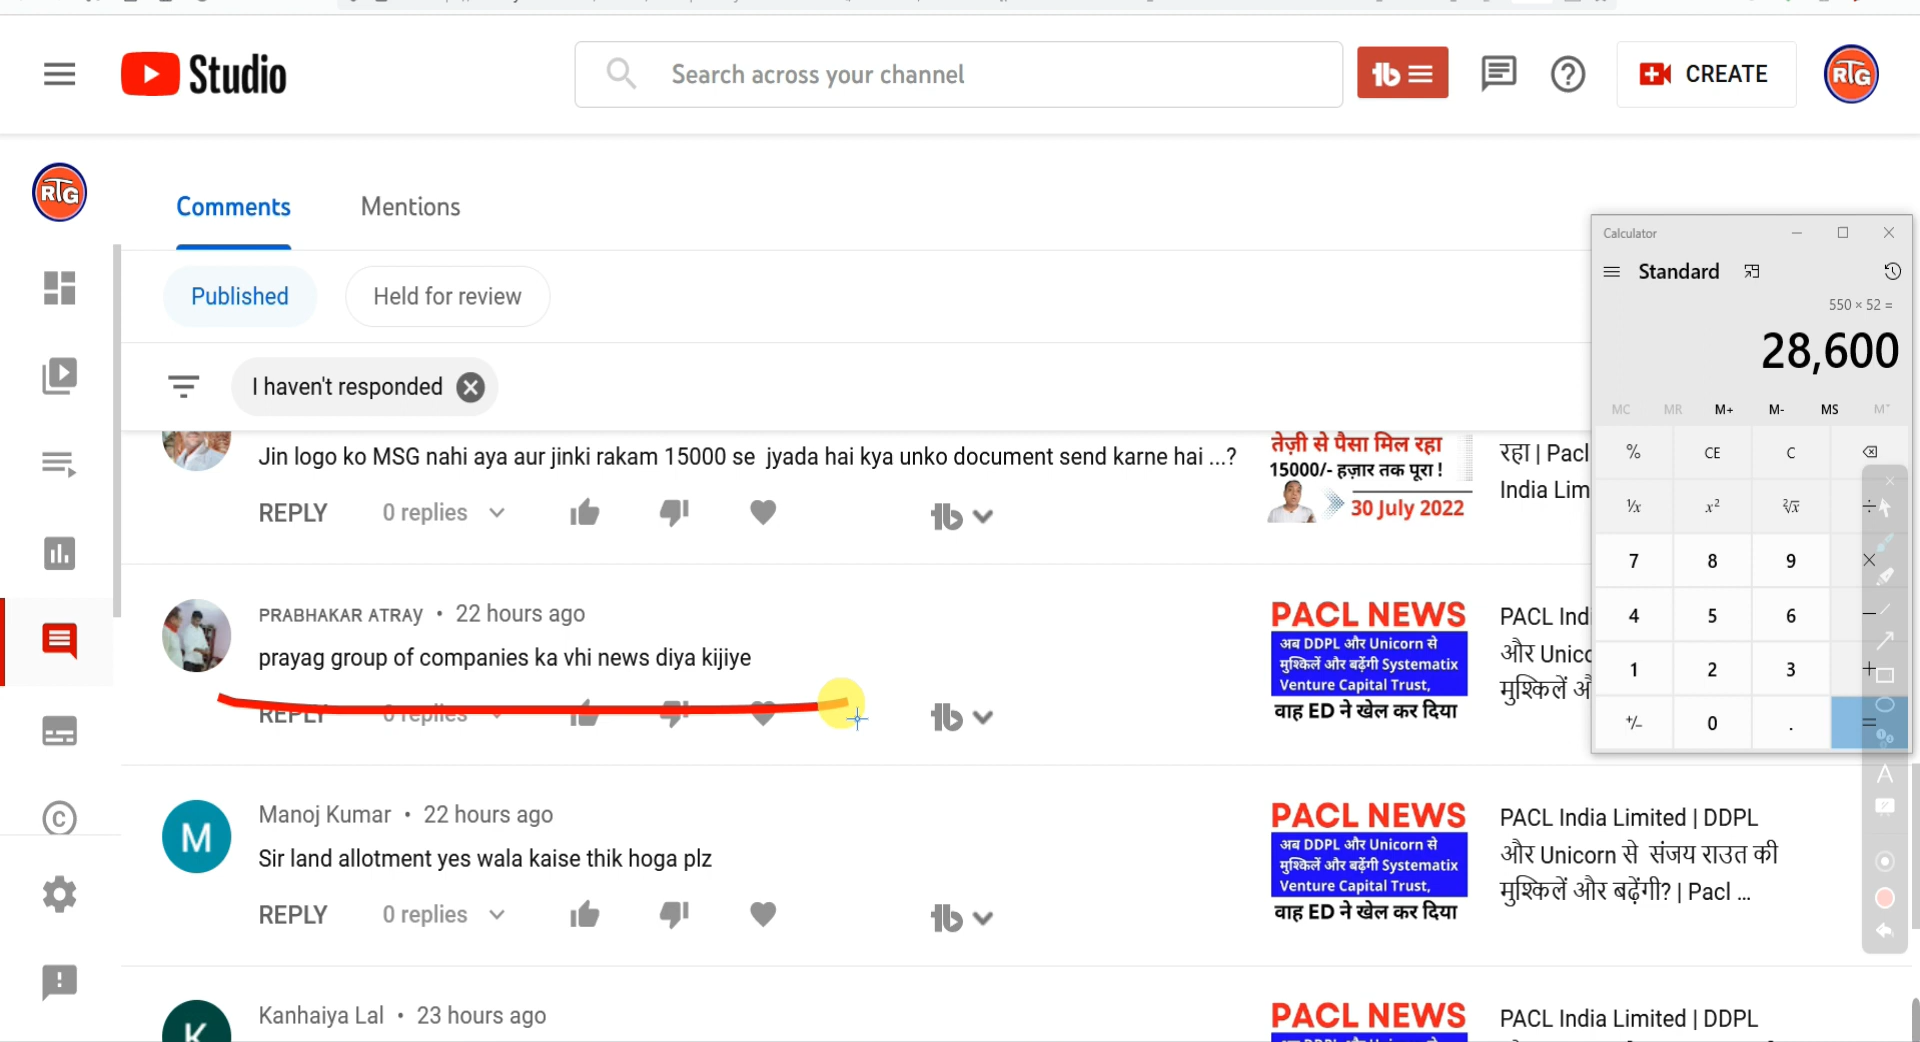 Studio
Search across your channel
CREATE
RTG
RTG
Comments
Mentions
Published
Held for review
I haven't responded
Jin logo ko MSG nahi aya aur jinki rakam 15000 se jyada hai kya unko document send karne hai ...?
REPLY
0 replies
तेज़ी से पैसा मिल रहा
15000/- हज़ार तक पूरा !
30 July 2022
रहा | Pacl
India Lim
PRABHAKAR ATRAY • 22 hours ago
prayag group of companies ka vhi news diya kijiye
REPLY
0 replies
PACL NEWS
अब DDPL और Unicorn से
मुश्किलें और बढ़ेंगी Systematix
Venture Capital Trust,
वाह ED ने खेल कर दिया
PACL Ind
और Unic
मुश्किलें
M
Manoj Kumar • 22 hours ago
Sir land allotment yes wala kaise thik hoga plz
REPLY
0 replies
PACL NEWS
अब DDPL और Unicorn से
मुश्किलें और बढ़ेंगी Systematix
Venture Capital Trust,
वाह ED ने खेल कर दिया
PACL India Limited | DDPL
और Unicorn से संजय राउत की
मुश्किलें और बढ़ेंगी? | Pacl ...
K
Kanhaiya Lal • 23 hours ago
PACL NEWS
PACL India Limited | DDPL
Calculator
Standard
550 × 52 =
28,600
MC MR M+ M- MS M˅
% CE C
¹/x x² ²√x ÷
7 8 9 ×
4 5 6 −
1 2 3 +
+/− 0 . =
A